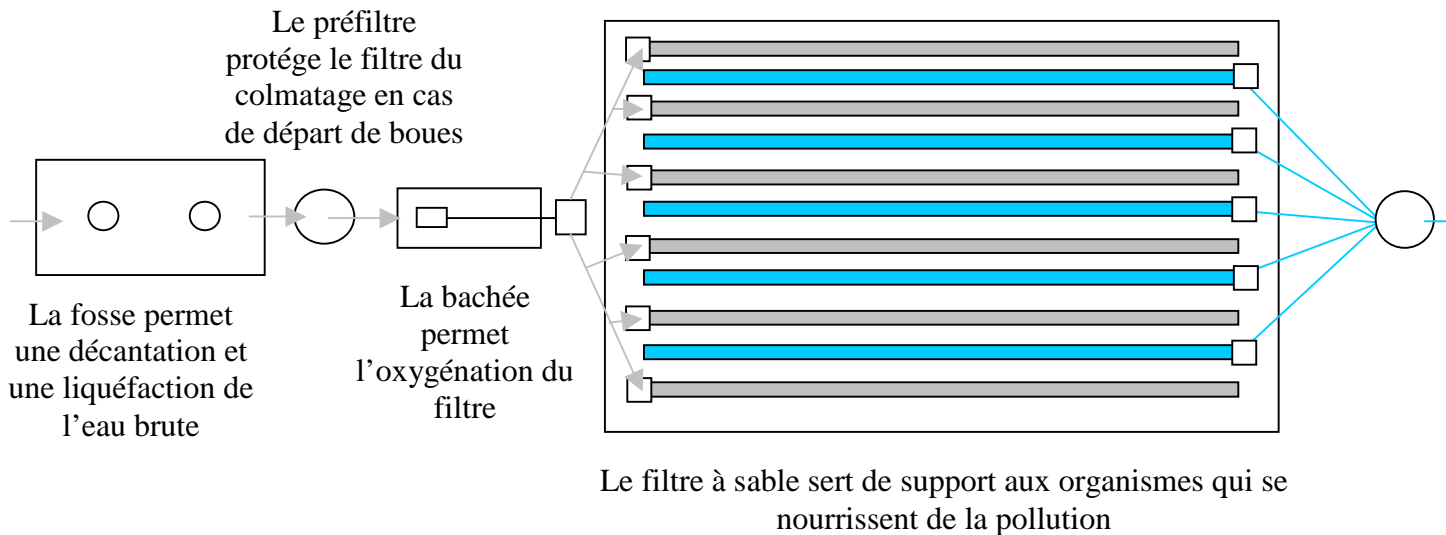 Le préfiltre
protége le filtre du
colmatage en cas
de départ de boues
La fosse permet
une décantation et
une liquéfaction de
l’eau brute
La bachée
permet
l’oxygénation du
filtre
Le filtre à sable sert de support aux organismes qui se
nourrissent de la pollution